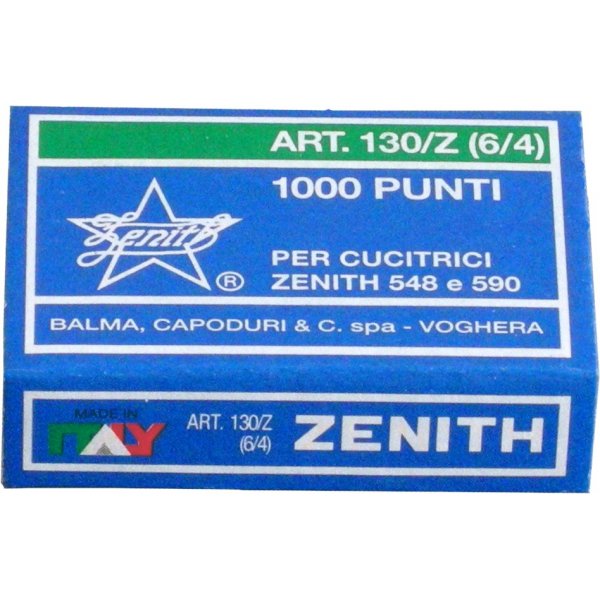 ART. 130/Z (6/4)
1000 PUNTI
Zenith
®
PER CUCITRICI
ZENITH 548 e 590
BALMA, CAPODURI & C. spa - VOGHERA
MADE IN
ITALY
ART. 130/Z
(6/4)
ZENITH